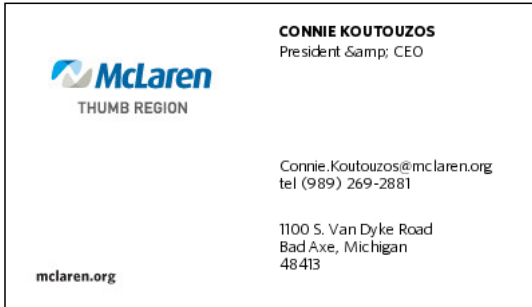 McLaren
THUMB REGION
mclaren.org
CONNIE KOUTOUZOS
President &amp; CEO
Connie.Koutouzos@mclaren.org
tel (989) 269-2881
1100 S. Van Dyke Road
Bad Axe, Michigan
48413